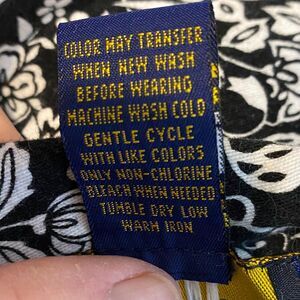 COLOR MAY TRANSFER
WHEN NEW WASH
BEFORE WEARING
MACHINE WASH COLD
GENTLE CYCLE
WITH LIKE COLORS
ONLY NON-CHLORINE
BLEACH WHEN NEEDED
TUMBLE DRY LOW
WARM IRON